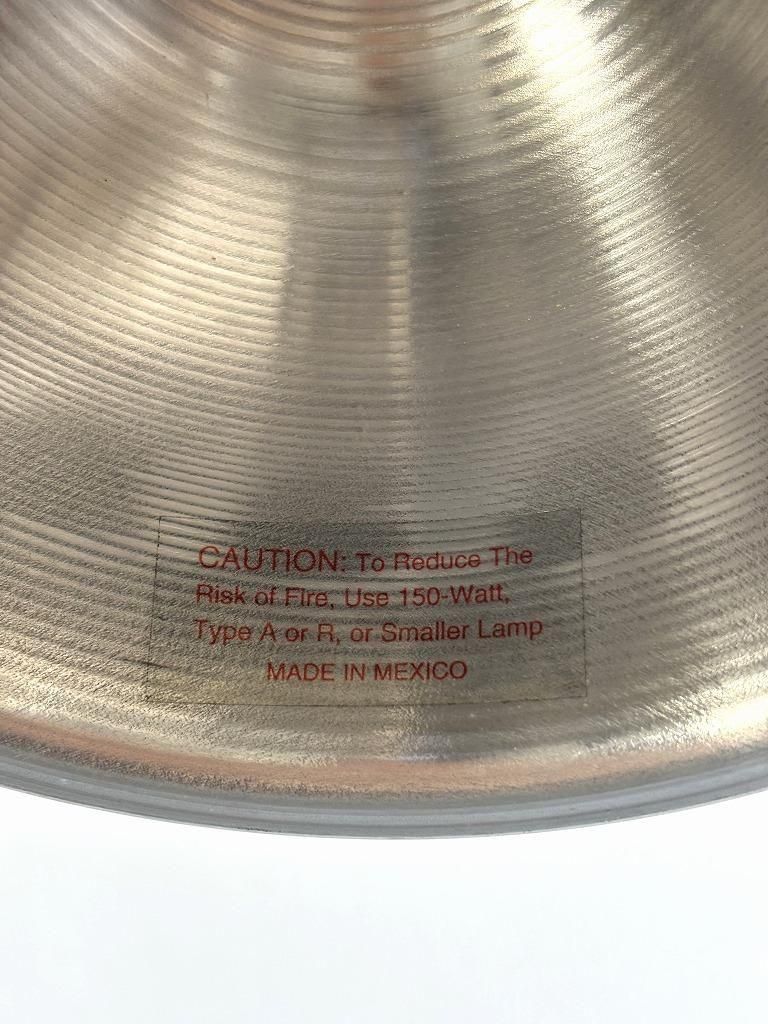 CAUTION: To Reduce The
Risk of Fire, Use 150-Watt,
Type A or R, or Smaller Lamp
MADE IN MEXICO